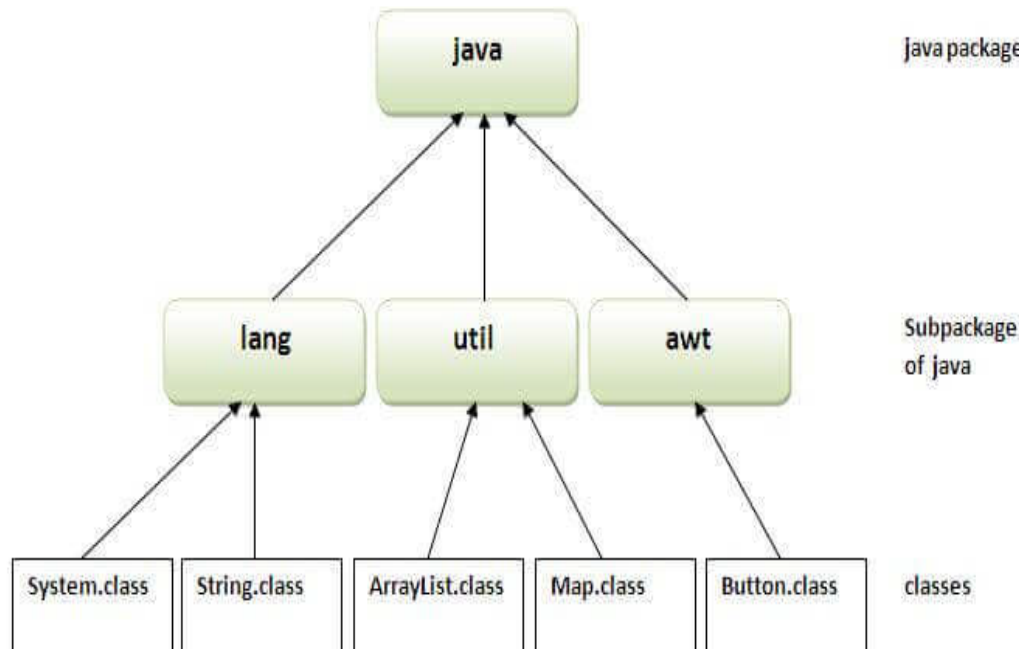 java
java package
lang
util
awt
Subpackage
of java
System.class
String.class
ArrayList.class
Map.class
Button.class
classes